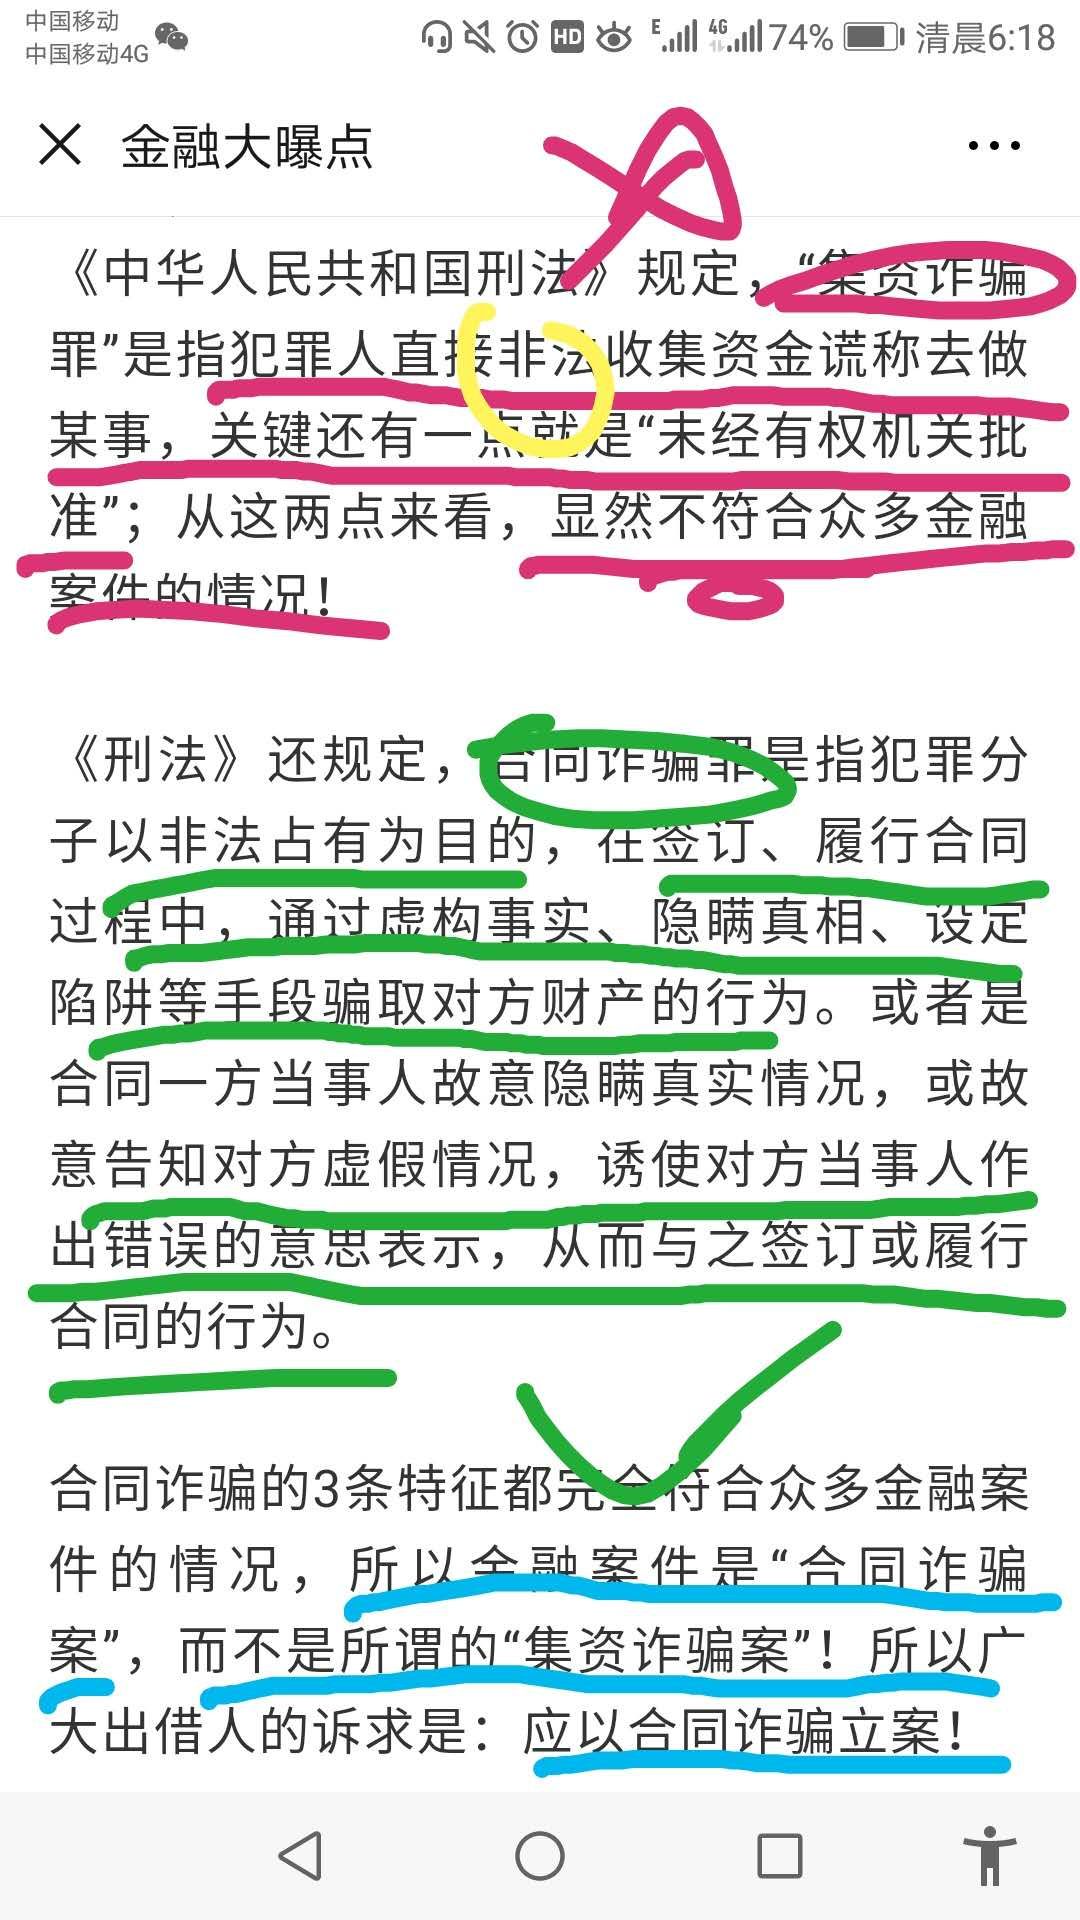 中国移动
中国移动4G
HD
E
4G
74%
清晨6:18
金融大曝点
《中华人民共和国刑法》规定，“集资诈骗
罪”是指犯罪人直接非法收集资金谎称去做
某事，关键还有一点就是“未经有权机关批
准”；从这两点来看，显然不符合众多金融
案件的情况！
《刑法》还规定，合同诈骗罪是指犯罪分
子以非法占有为目的，在签订、履行合同
过程中，通过虚构事实、隐瞒真相、设定
陷阱等手段骗取对方财产的行为。或者是
合同一方当事人故意隐瞒真实情况，或故
意告知对方虚假情况，诱使对方当事人作
出错误的意思表示，从而与之签订或履行
合同的行为。
合同诈骗的3条特征都完全符合众多金融案
件的情况，所以金融案件是“合同诈骗
案”，而不是所谓的“集资诈骗案”！所以广
大出借人的诉求是：应以合同诈骗立案！